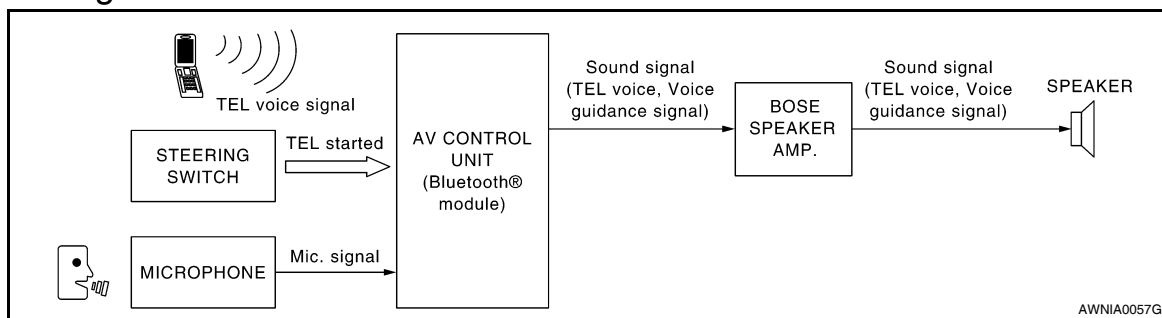 TEL voice signal
STEERING
SWITCH
TEL started
MICROPHONE
Mic. signal
AV CONTROL
UNIT
(Bluetooth®
module)
Sound signal
(TEL voice, Voice
guidance signal)
BOSE
SPEAKER
AMP.
Sound signal
(TEL voice, Voice
guidance signal)
SPEAKER
AWNIA0057G